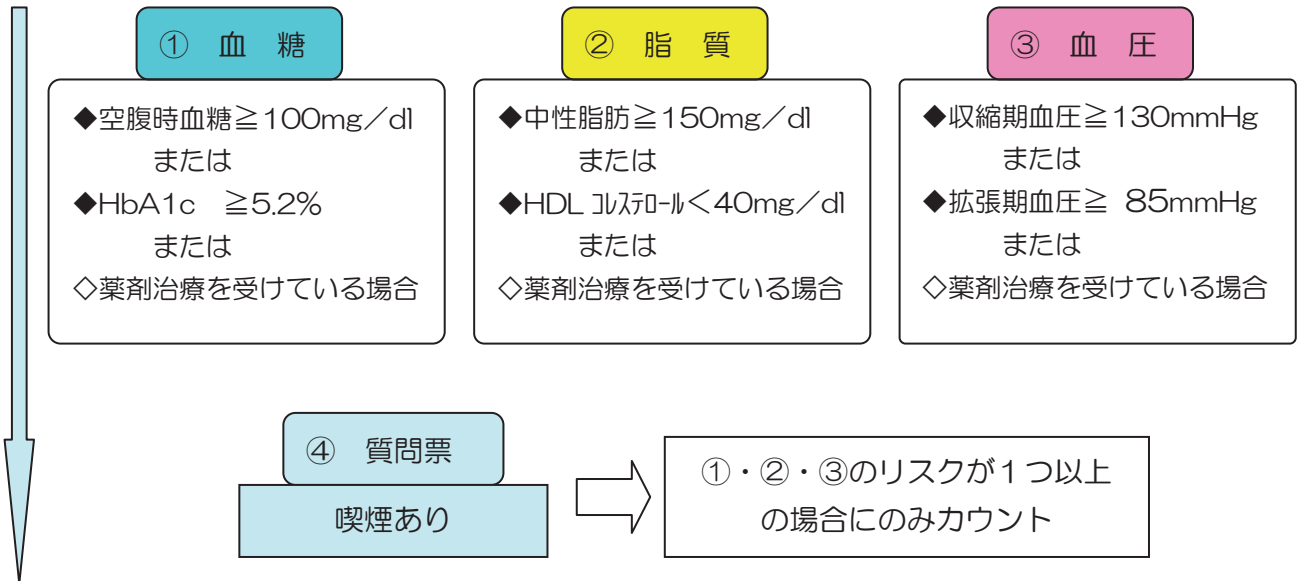 ① 血 糖
◆空腹時血糖≧100mg／dl
または
◆HbA1c ≧5.2%
または
◇薬剤治療を受けている場合
② 脂 質
◆中性脂肪≧150mg／dl
または
◆HDL ｺﾚｽﾃﾛｰﾙ＜40mg／dl
または
◇薬剤治療を受けている場合
③ 血 圧
◆収縮期血圧≧130mmHg
または
◆拡張期血圧≧ 85mmHg
または
◇薬剤治療を受けている場合
④ 質問票
喫煙あり
①・②・③のリスクが１つ以上
の場合にのみカウント